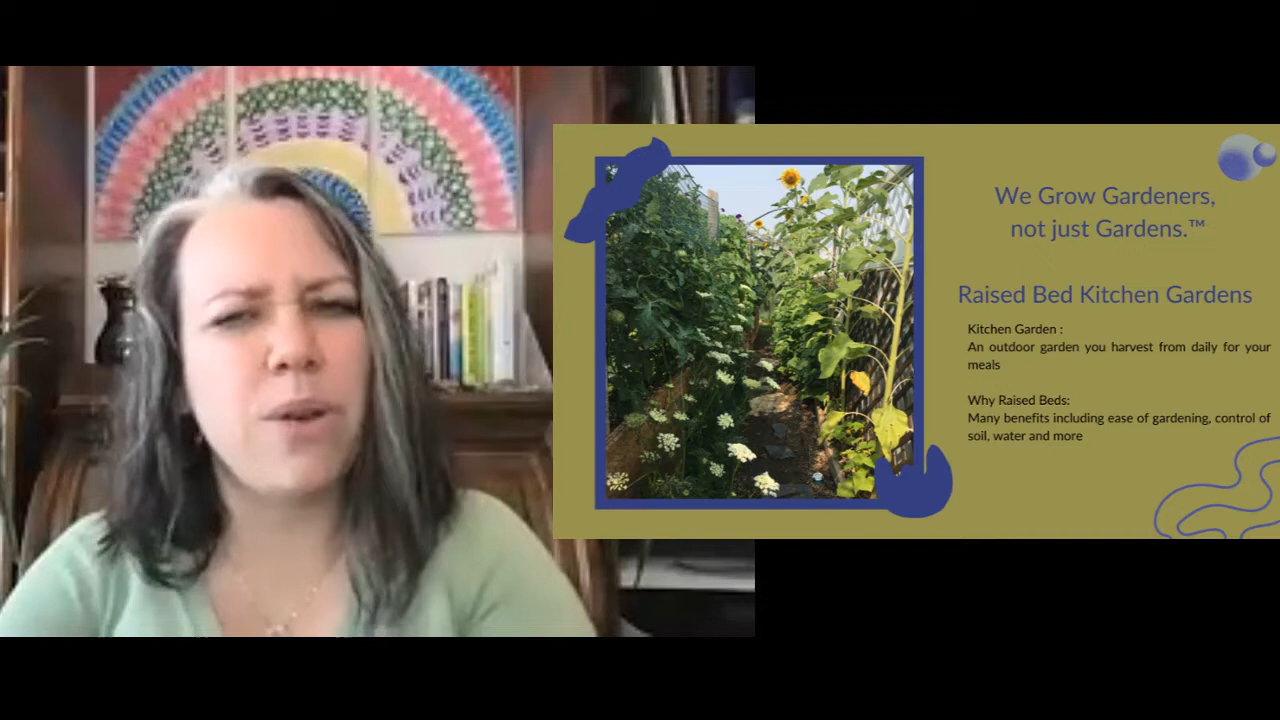 We Grow Gardeners,
not just Gardens.™
Raised Bed Kitchen Gardens
Kitchen Garden :
An outdoor garden you harvest from daily for your
meals
Why Raised Beds:
Many benefits including ease of gardening, control of
soil, water and more